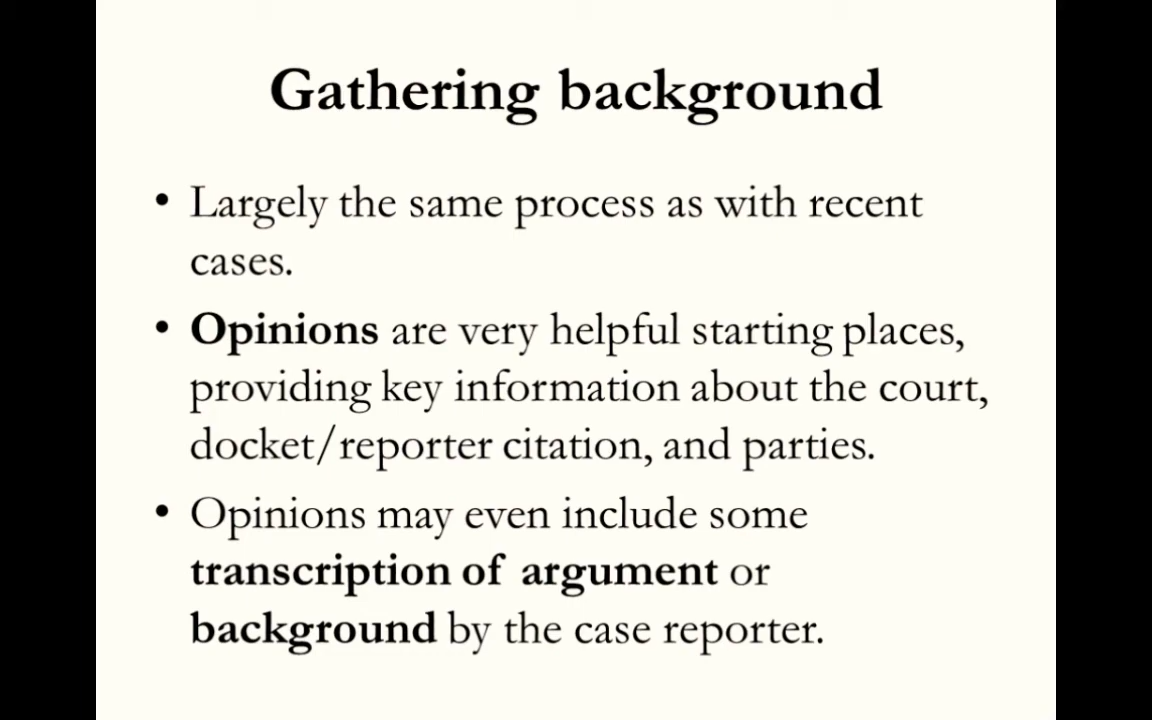 Gathering background
• Largely the same process as with recent
cases.
• Opinions are very helpful starting places,
providing key information about the court,
docket/reporter citation, and parties.
• Opinions may even include some
transcription of argument or
background by the case reporter.